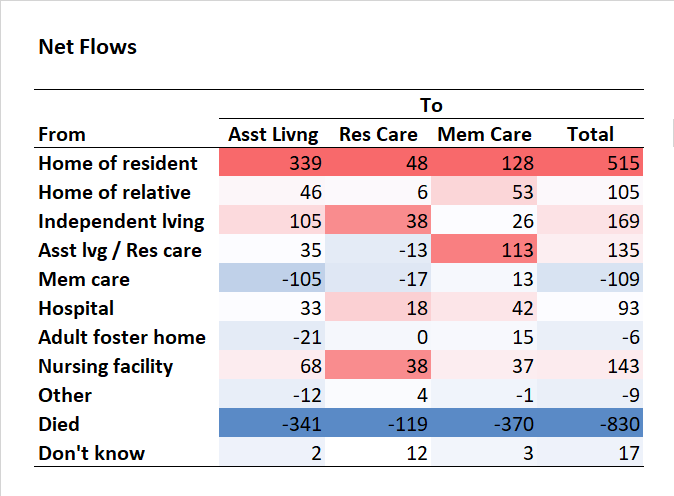 Net Flows
To
From Asst Livng Res Care Mem Care Total
Home of resident 339 48 128 515
Home of relative 46 6 53 105
Independent lving 105 38 26 169
Asst lvg / Res care 35 -13 113 135
Mem care -105 -17 13 -109
Hospital 33 18 42 93
Adult foster home -21 0 15 -6
Nursing facility 68 38 37 143
Other -12 4 -1 -9
Died -341 -119 -370 -830
Don't know 2 12 3 17